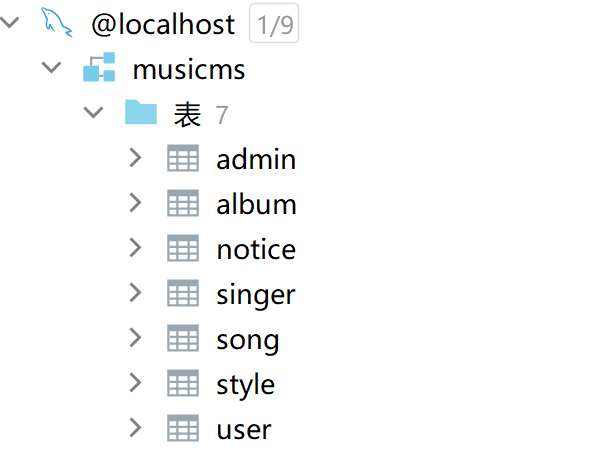 @localhost 1/9
musicms
表 7
admin
album
notice
singer
song
style
user